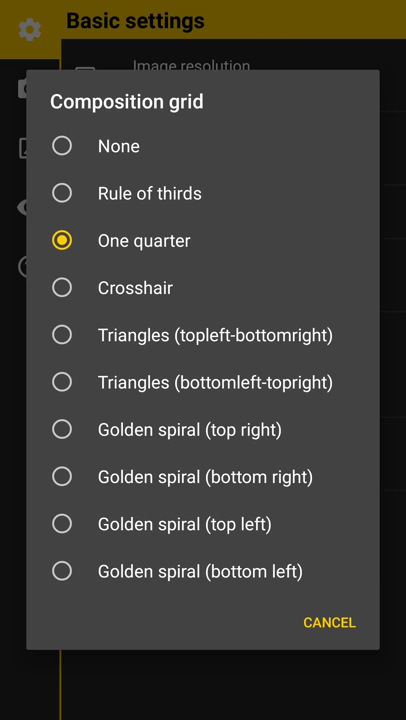 Basic settings
Image resolution
Composition grid
None
Rule of thirds
One quarter
Crosshair
Triangles (topleft-bottomright)
Triangles (bottomleft-topright)
Golden spiral (top right)
Golden spiral (bottom right)
Golden spiral (top left)
Golden spiral (bottom left)
CANCEL